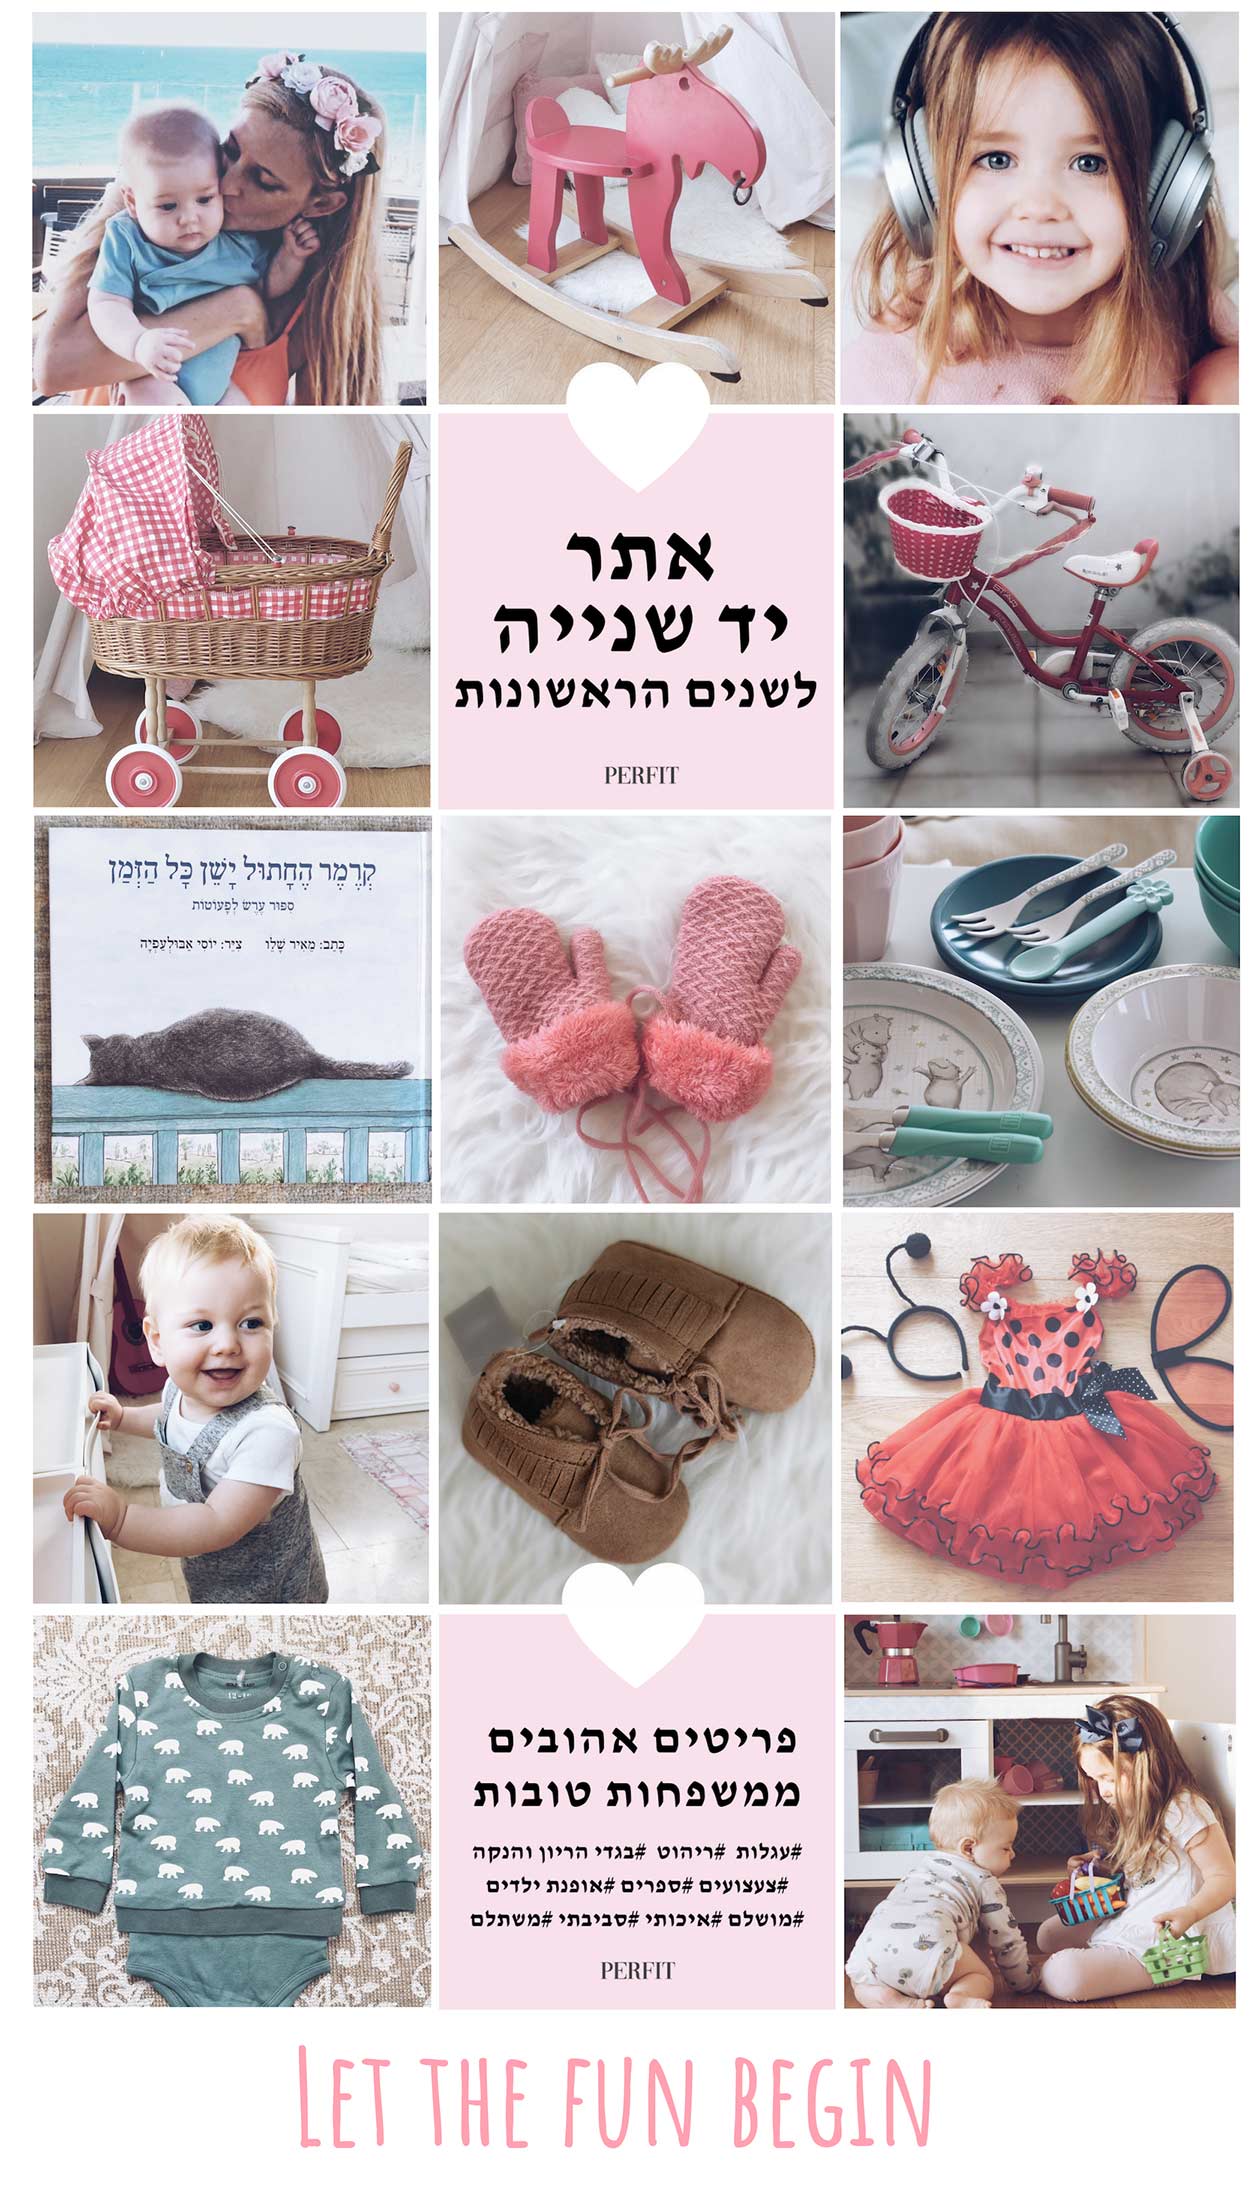 אתר
יד שנייה
לשנים הראשונות
PERFIT
STAR
קְרֶמֶר הֶחָתוּל יָשֵׁן כָּל הַזְּמַן
סִפּוּר עֶרֶשׂ לְפָעוֹטוֹת
כָּתַב: מֵאִיר שָׁלֵו   צִיֵּר: יוֹסִי אַבּוּלְעַפְיָה
פריטים אהובים
ממשפחות טובות
#עגלות #ריהוט #בגדי הריון והנקה
#צעצועים #ספרים #אופנת ילדים
#מושלם #איכותי #סביבתי #משתלם
PERFIT
LET THE FUN BEGIN